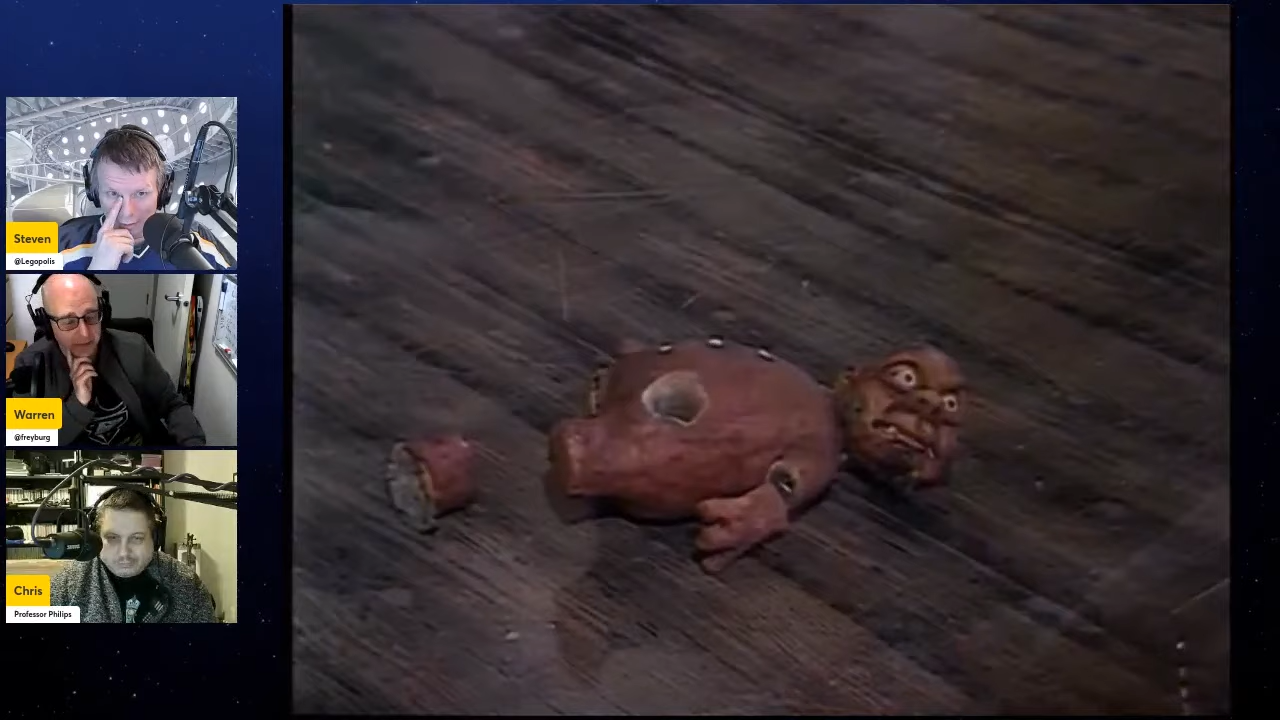 Steven
@Legopolis
Warren
@freyburg
Chris
Professor Philips